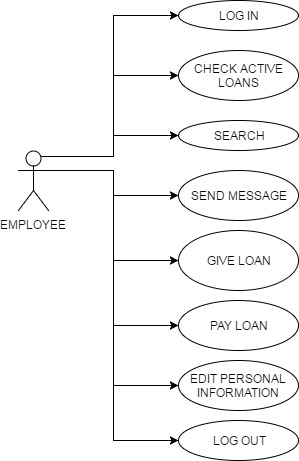 LOG IN
CHECK ACTIVE
LOANS
SEARCH
EMPLOYEE
SEND MESSAGE
GIVE LOAN
PAY LOAN
EDIT PERSONAL
INFORMATION
LOG OUT